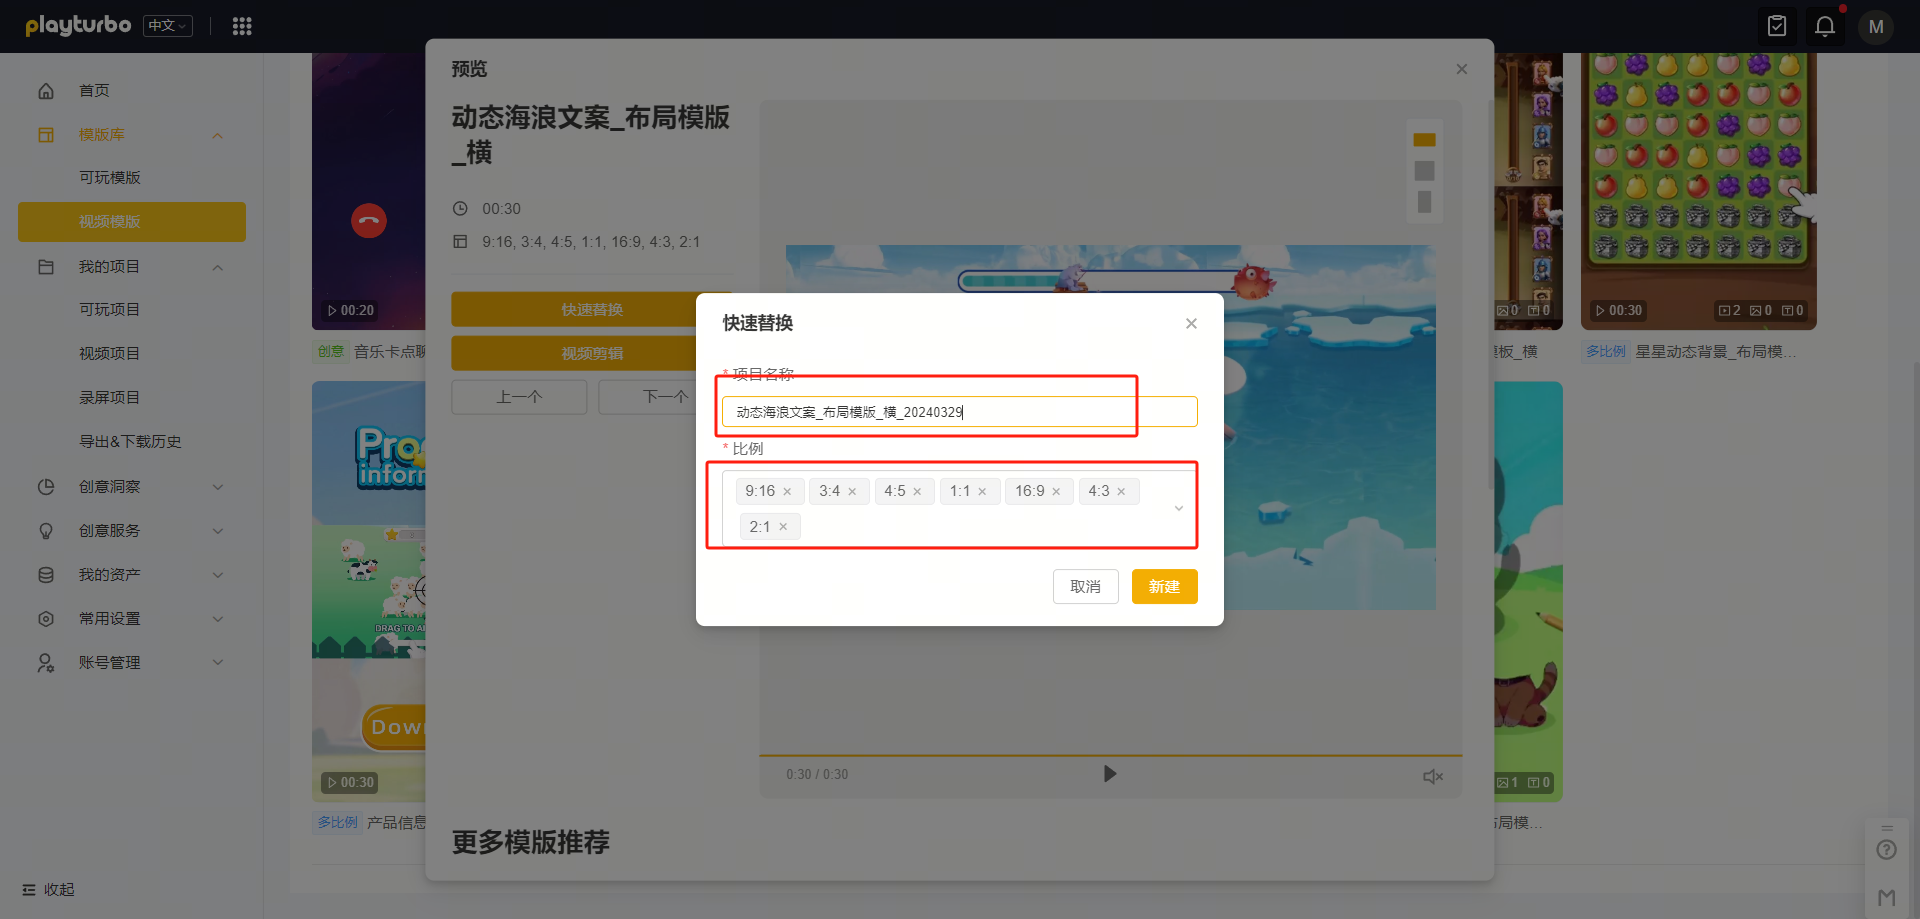 playturbo 中文
M
首页
模版库
可玩模版
视频模版
我的项目
可玩项目
视频项目
录屏项目
导出&下载历史
创意洞察
创意服务
我的资产
常用设置
账号管理
收起
00:20
创意 音乐卡点
DRAG TO
Down
00:30
多比例 产品信息
预览
动态海浪文案_布局模版
_横
00:30
9:16, 3:4, 4:5, 1:1, 16:9, 4:3, 2:1
快速替换
视频剪辑
上一个 下一个
0:30 / 0:30
更多模版推荐
快速替换
* 项目名称
动态海浪文案_布局模版_横_20240329
* 比例
9:16 3:4 4:5 1:1 16:9 4:3
2:1
取消 新建
0 0
板_横
00:30 2 0 0
多比例 星星动态背景_布局模...
1 0
局模...